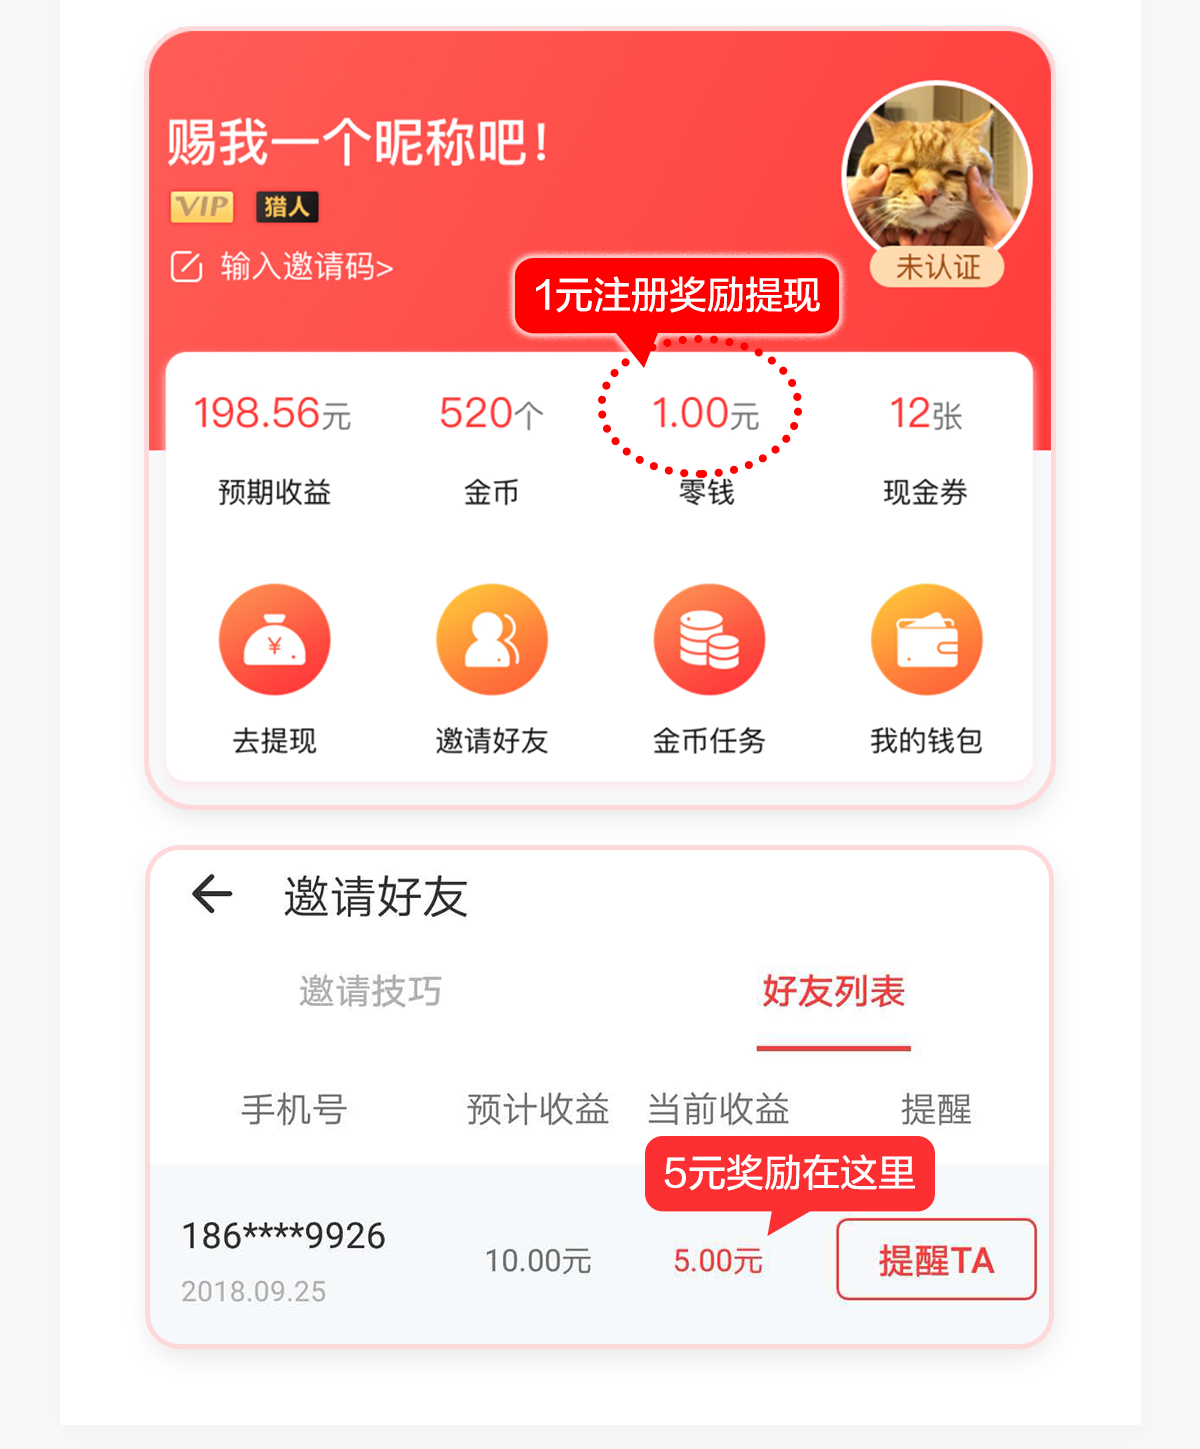 赐我一个昵称吧！
VIP 猎人
输入邀请码>
未认证
1元注册奖励提现
198.56元 520个 1.00元 12张
预期收益 金币 零钱 现金券
¥
去提现 邀请好友 金币任务 我的钱包
邀请好友
邀请技巧 好友列表
手机号 预计收益 当前收益 提醒
5元奖励在这里
186****9926
10.00元 5.00元 提醒TA
2018.09.25